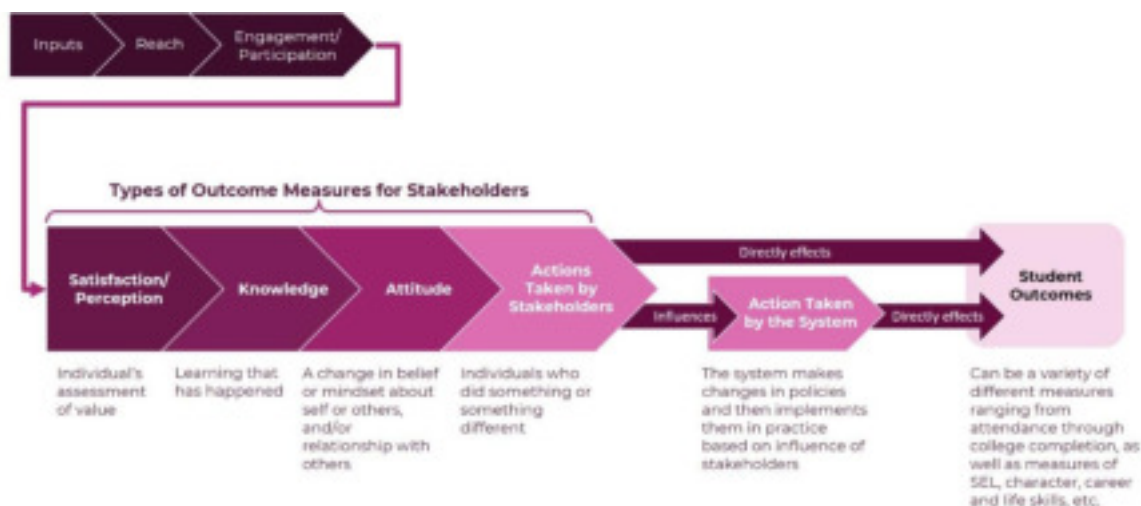 Inputs
Reach
Engagement/
Participation
Types of Outcome Measures for Stakeholders
Satisfaction/
Perception
Knowledge
Attitude
Actions
Taken by
Stakeholders
Directly effects
Influences
Action Taken
by the System
Directly effects
Student
Outcomes
Individual's
assessment
of value
Learning that
has happened
A change in belief
or mindset about
self or others,
and/or
relationship with
others
Individuals who
did something or
something
different
The system makes
changes in policies
and then implements
them in practice
based on influence of
stakeholders
Can be a variety of
different measures
ranging from
attendance through
college completion, as
well as measures of
SEL, character, career
and life skills, etc.